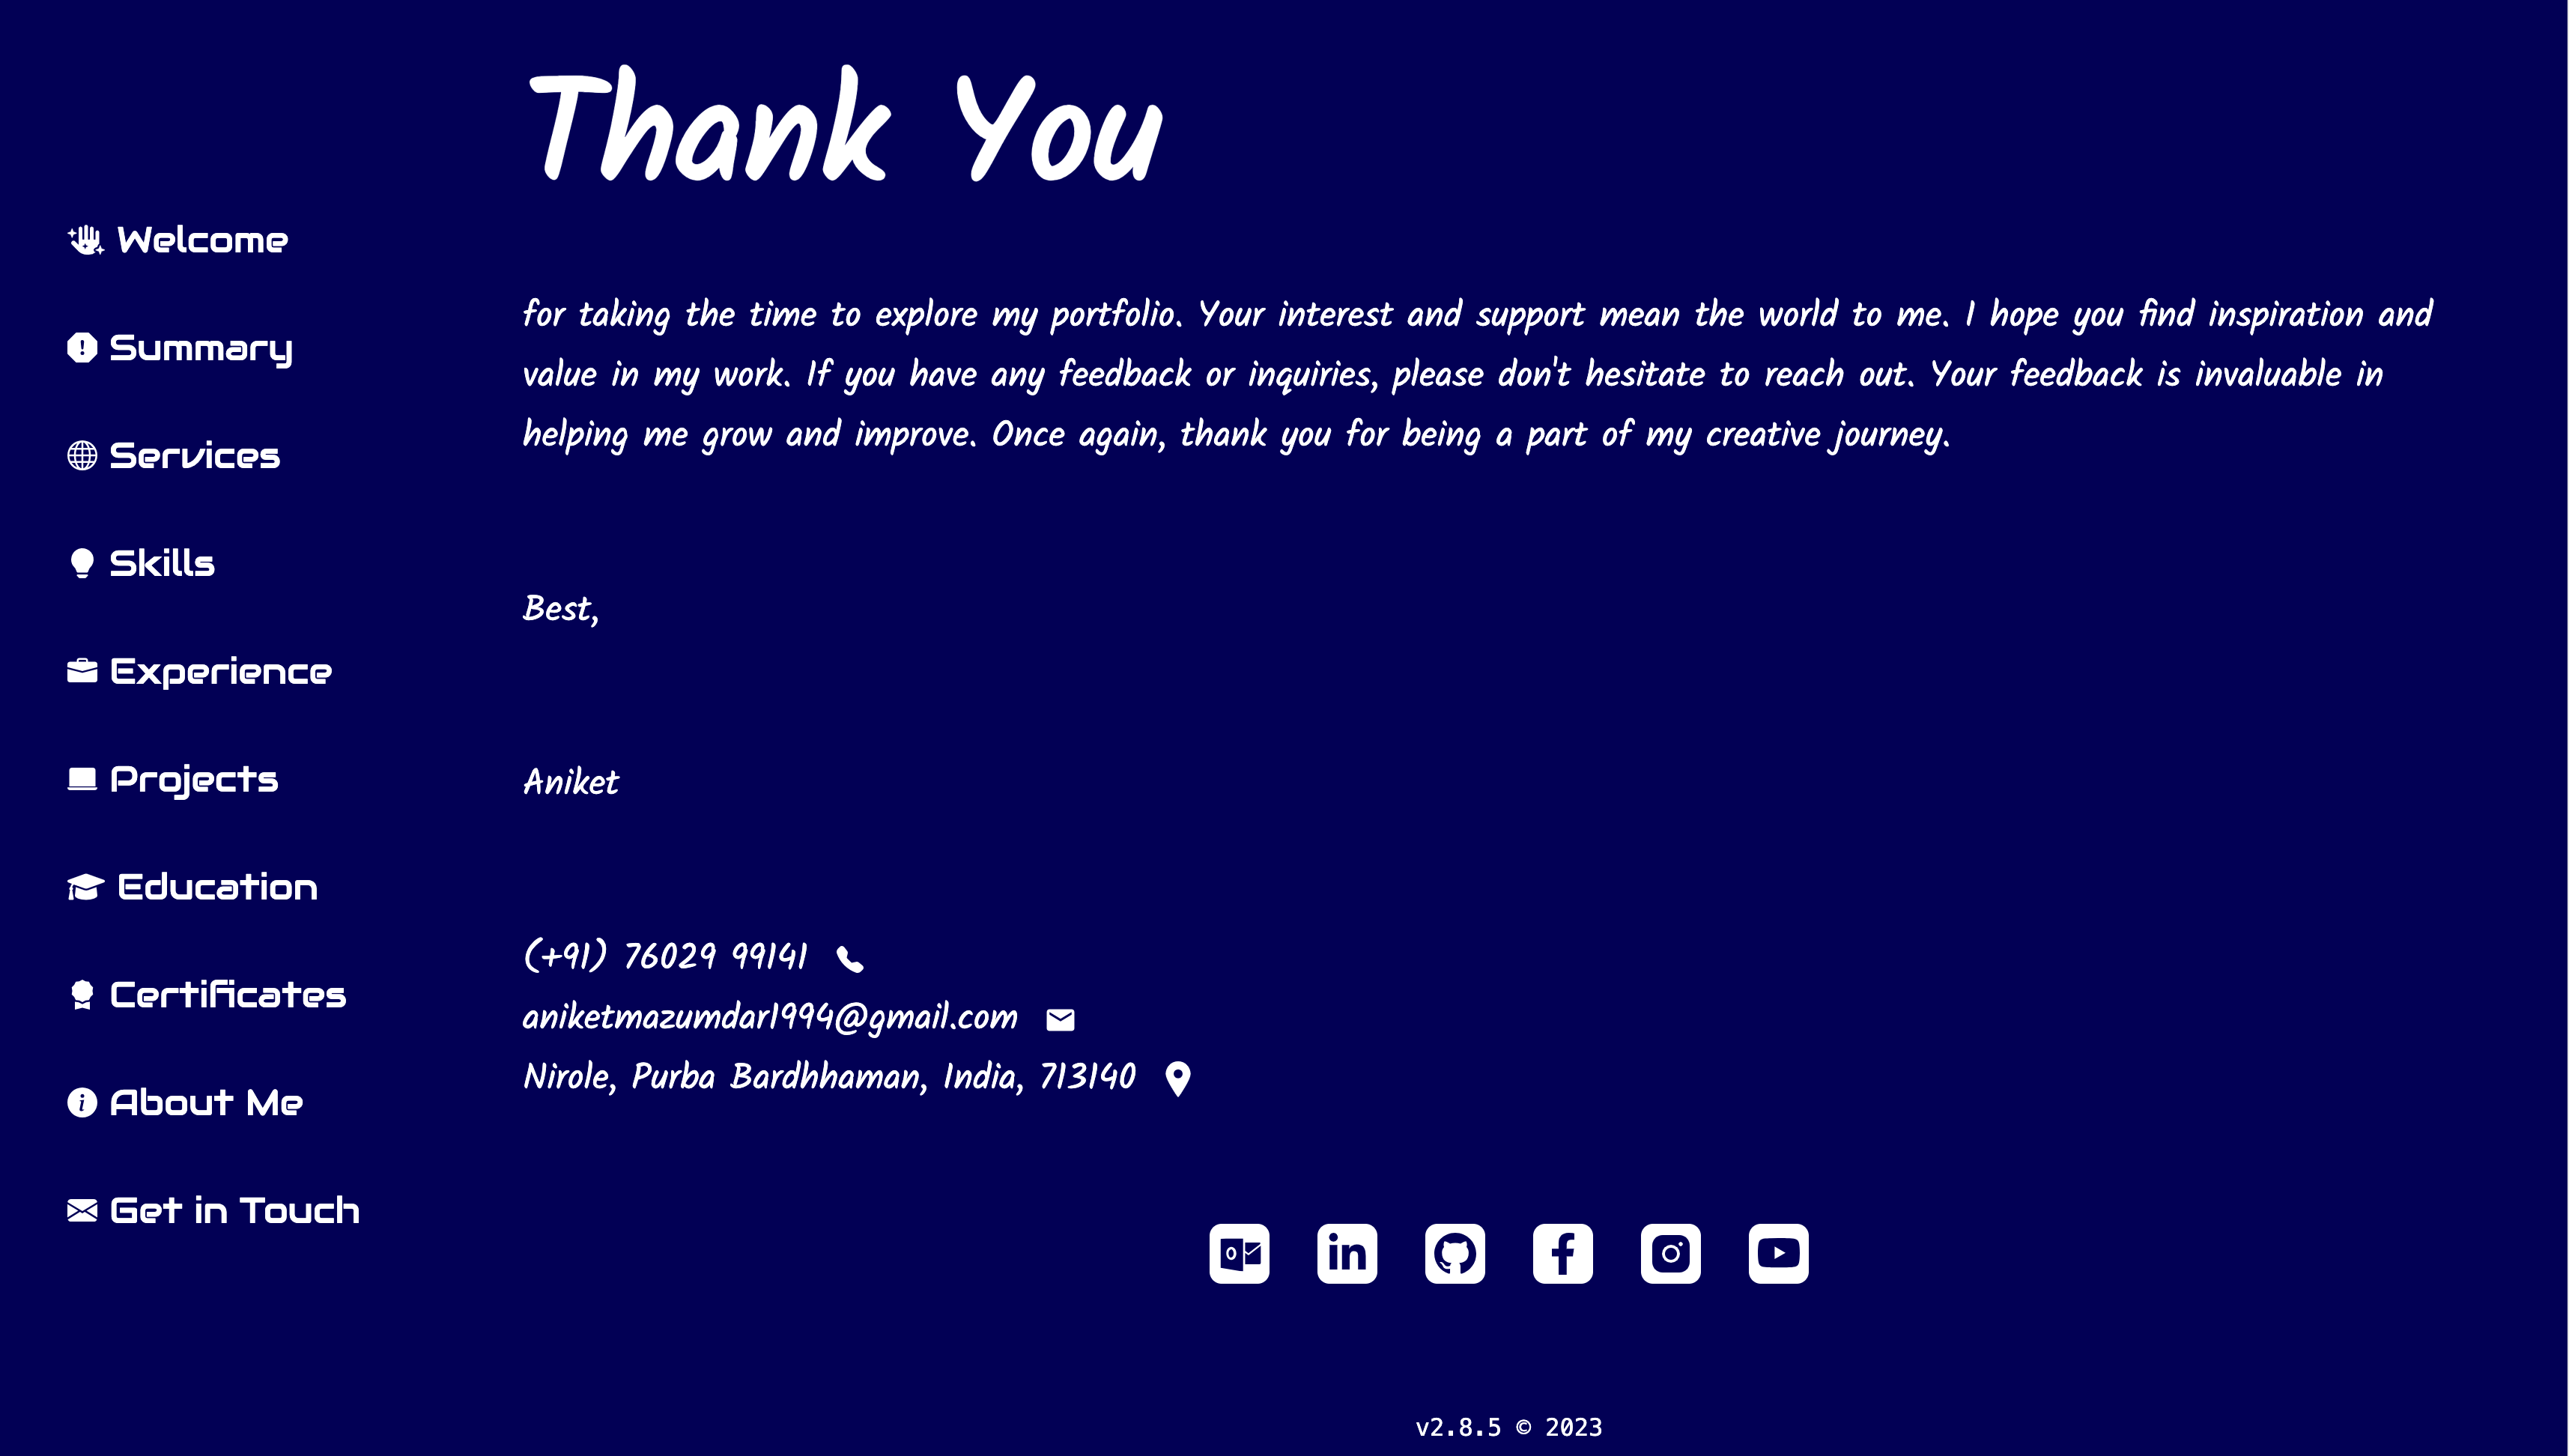 Thank You
Welcome
Summary
Services
Skills
Experience
Projects
Education
Certificates
About Me
Get in Touch
for taking the time to explore my portfolio. Your interest and support mean the world to me. I hope you find inspiration and
value in my work. If you have any feedback or inquiries, please don't hesitate to reach out. Your feedback is invaluable in
helping me grow and improve. Once again, thank you for being a part of my creative journey.
Best,
Aniket
(+91) 76029 99141
aniketmazumdar1994@gmail.com
Nirole, Purba Bardhhaman, India, 713140
v2.8.5 © 2023